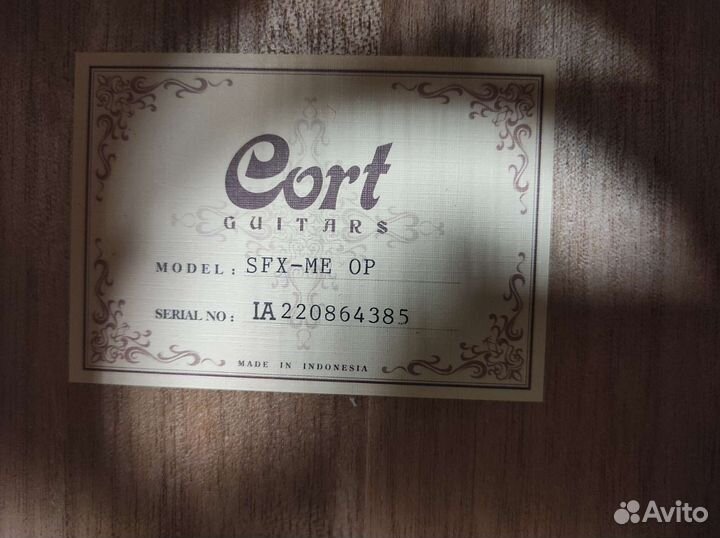 Cort
GUITARS
MODEL: SFX-ME OP
SERIAL NO: IA220864385
MADE IN INDONESIA
Avito